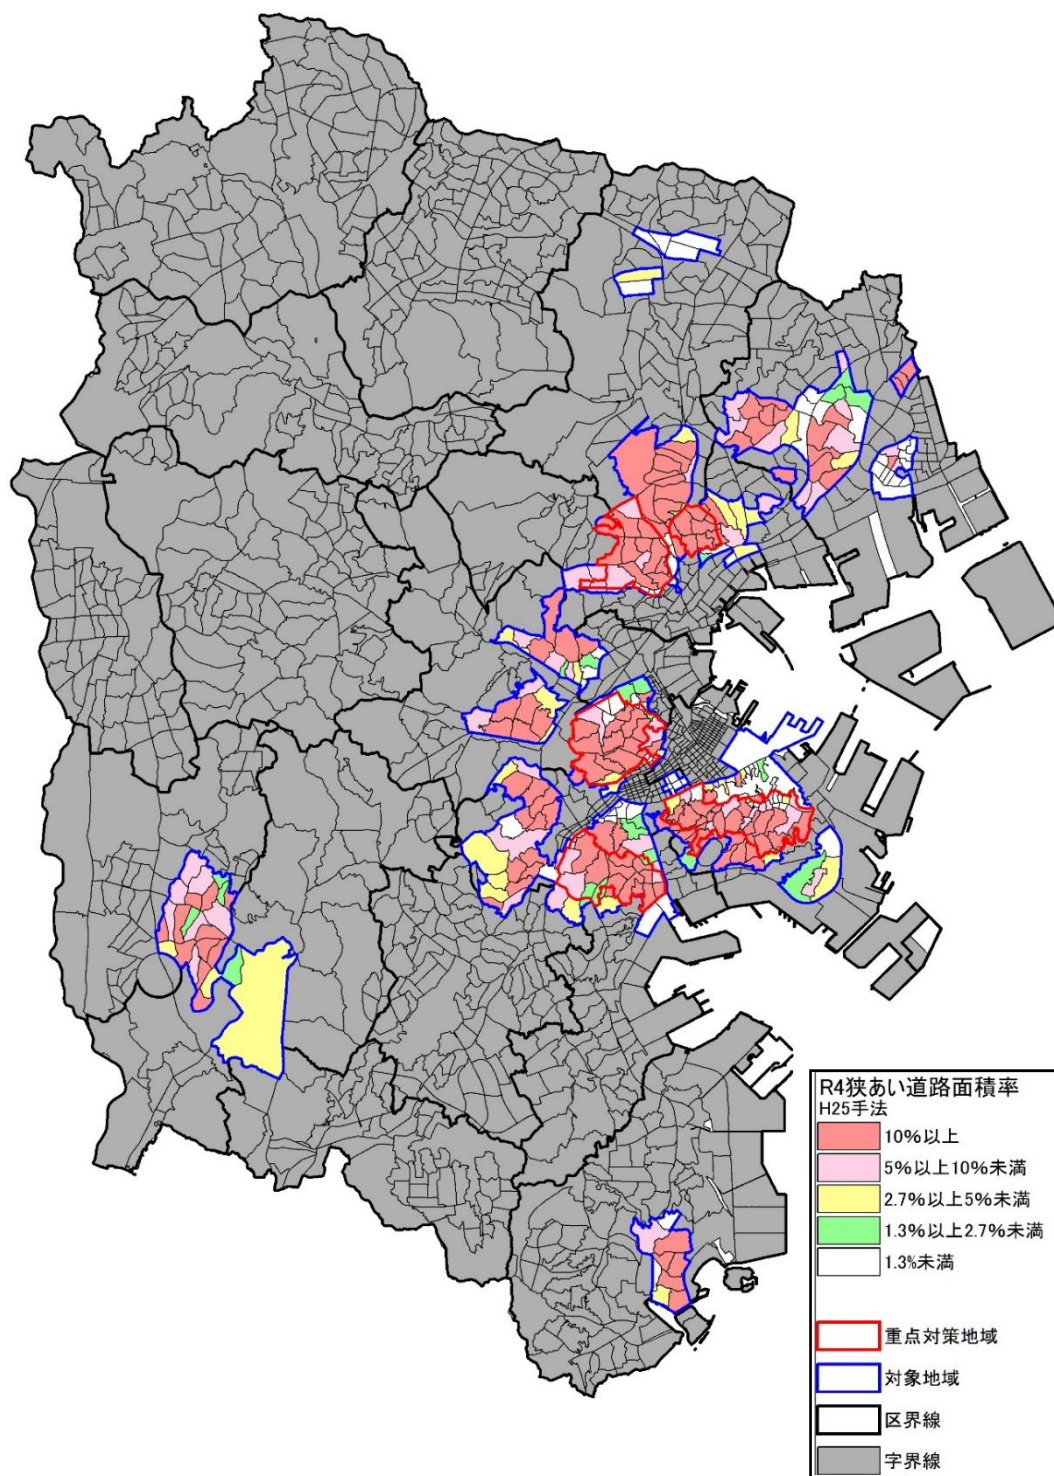 R4狭あい道路面積率
H25手法
10%以上
5%以上10%未満
2.7%以上5%未満
1.3%以上2.7%未満
1.3%未満
重点対策地域
対象地域
区界線
字界線